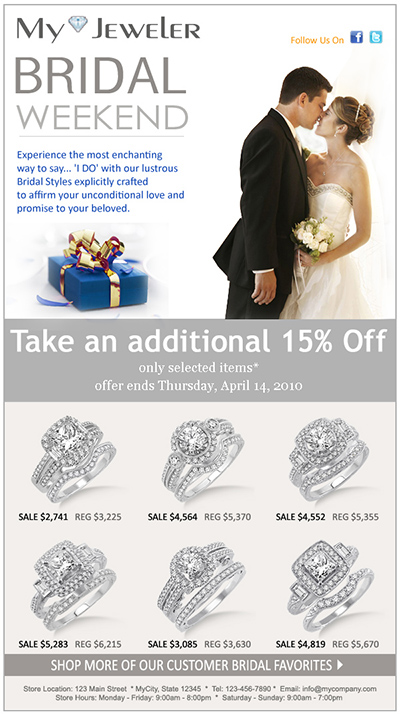 My Jeweler
Follow Us On
BRIDAL
WEEKEND
Experience the most enchanting
way to say... 'I DO' with our lustrous
Bridal Styles explicitly crafted
to affirm your unconditional love and
promise to your beloved.
Take an additional 15% Off
only selected items*
offer ends Thursday, April 14, 2010
SALE $2,741 REG $3,225 SALE $4,564 REG $5,370 SALE $4,552 REG $5,355
SALE $5,283 REG $6,215 SALE $3,085 REG $3,630 SALE $4,819 REG $5,670
SHOP MORE OF OUR CUSTOMER BRIDAL FAVORITES
Store Location: 123 Main Street * MyCity, State 12345 * Tel: 123-456-7890 * Email: info@mycompany.com
Store Hours: Monday - Friday: 9:00am - 8:00pm * Saturday - Sunday: 9:00am - 7:00pm